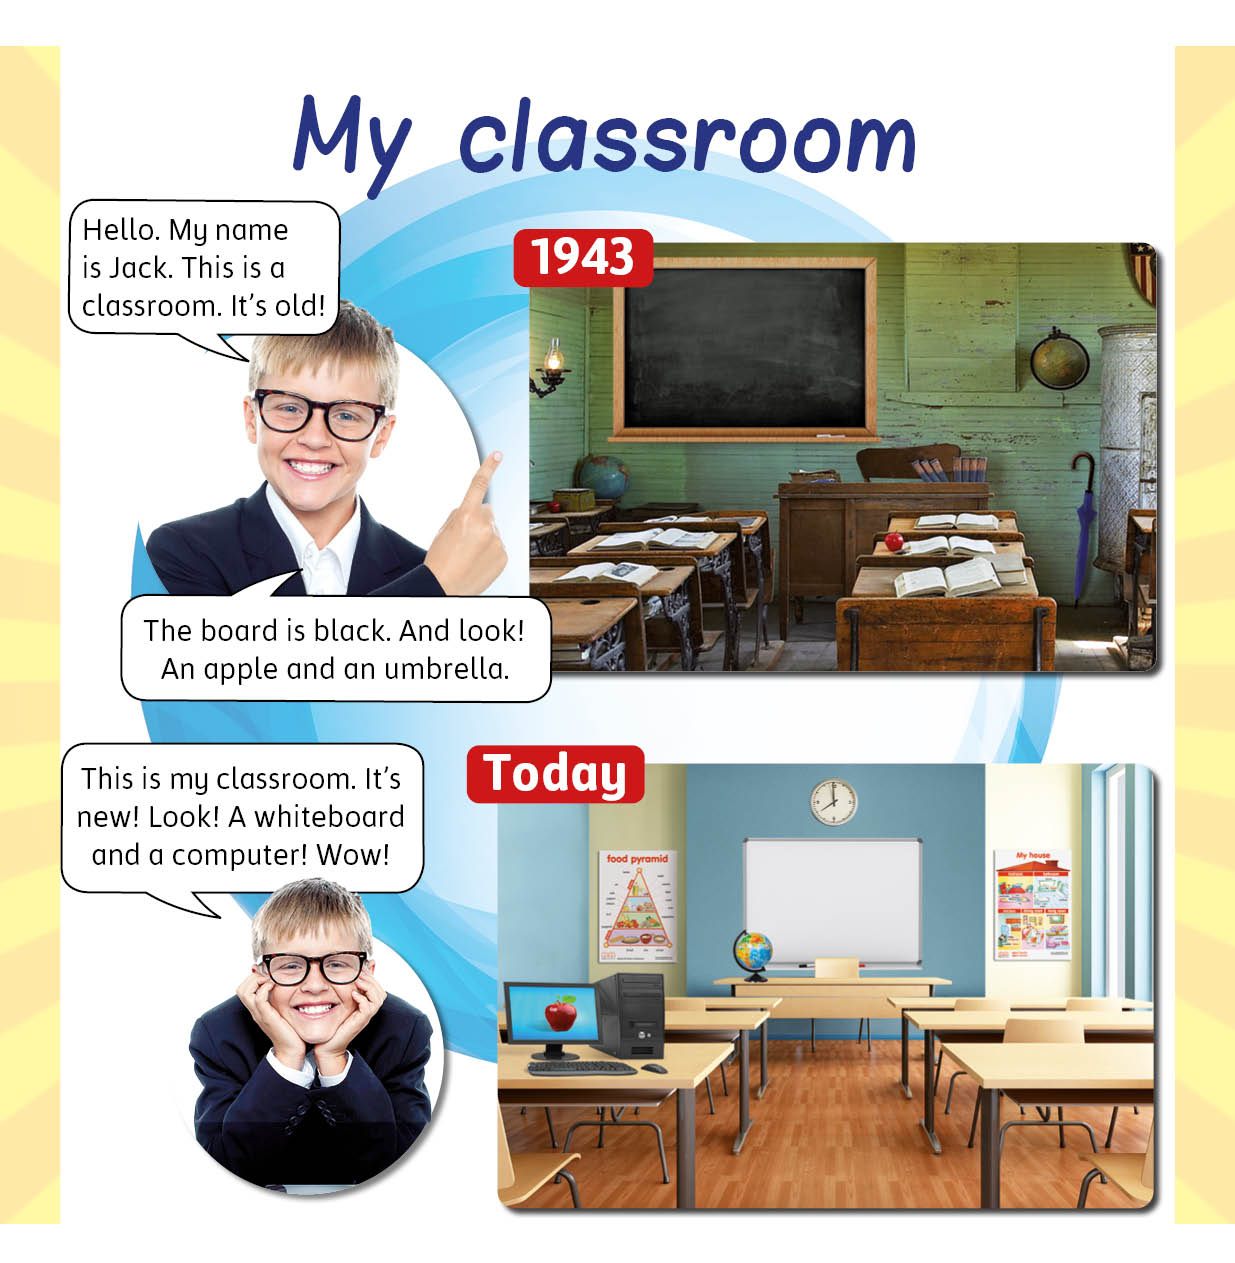 My classroom
Hello. My name
is Jack. This is a
classroom. It's old!
1943
The board is black. And look!
An apple and an umbrella.
This is my classroom. It's
new! Look! A whiteboard
and a computer! Wow!
Today
food pyramid
My house